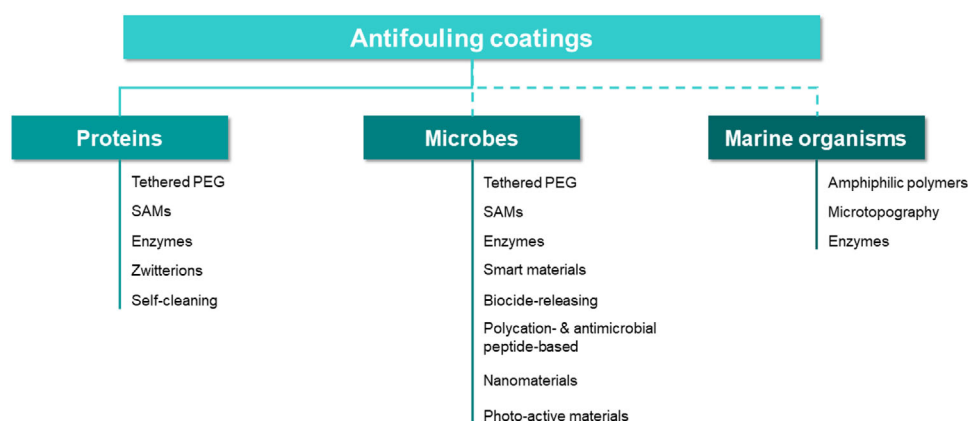 Antifouling coatings
Proteins
Tethered PEG
SAMs
Enzymes
Zwitterions
Self-cleaning
Microbes
Tethered PEG
SAMs
Enzymes
Smart materials
Biocide-releasing
Polycation- & antimicrobial
peptide-based
Nanomaterials
Photo-active materials
Marine organisms
Amphiphilic polymers
Microtopography
Enzymes